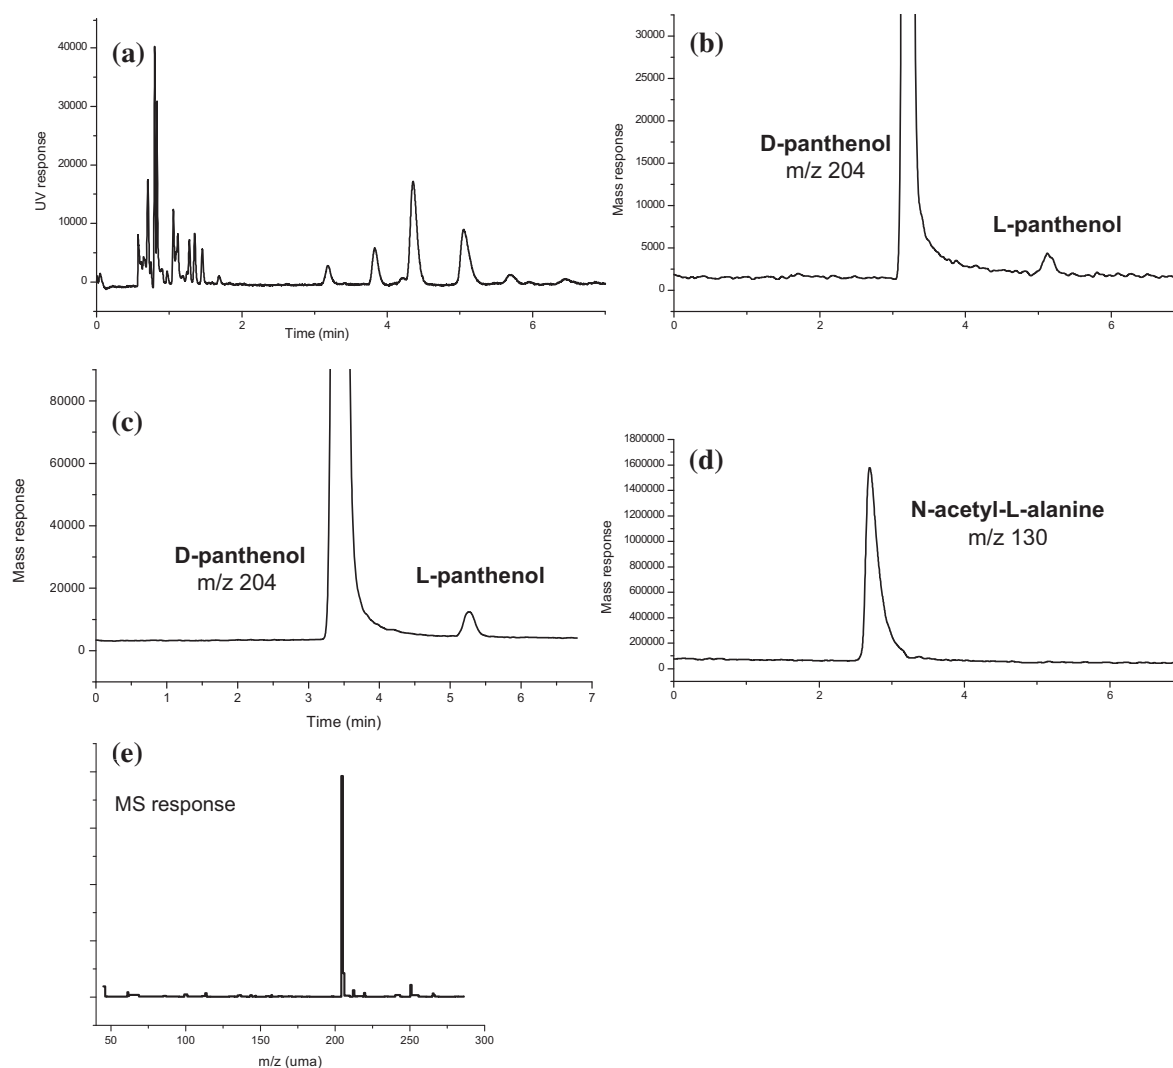 (a)
40000
30000
20000
10000
0
UV response
0
2
4
6
Time (min)
(b)
30000
25000
20000
15000
10000
5000
0
Mass response
D-panthenol
m/z 204
L-panthenol
0
2
4
6
(c)
80000
60000
40000
20000
0
Mass response
D-panthenol
m/z 204
L-panthenol
0
1
2
3
4
5
6
7
Time (min)
(d)
1800000
1600000
1400000
1200000
1000000
800000
600000
400000
200000
0
Mass response
N-acetyl-L-alanine
m/z 130
0
2
4
6
(e)
MS response
50
100
150
200
250
300
m/z (uma)